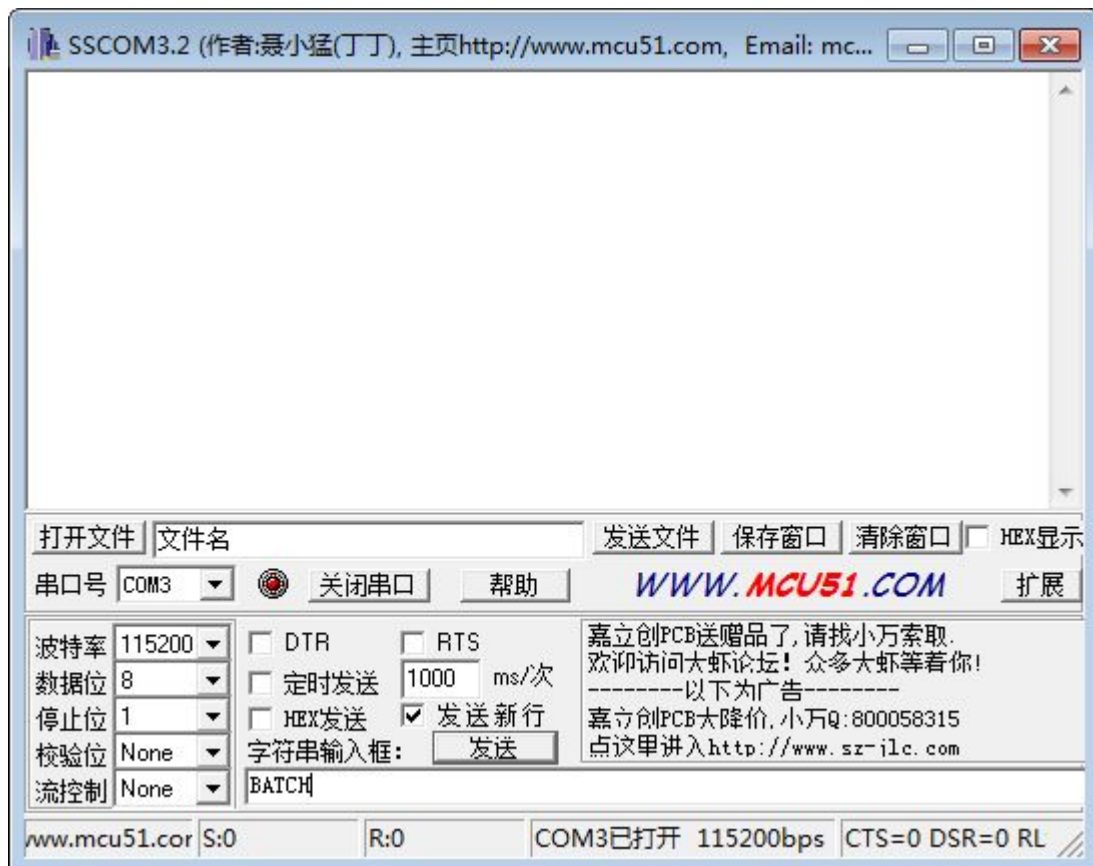 SSCOM3.2 (作者:聂小猛(丁丁), 主页http://www.mcu51.com, Email: mc...
打开文件 文件名 发送文件 保存窗口 清除窗口 HEX显示
串口号 COM3 关闭串口 帮助 WWW.MCU51.COM 扩展
波特率 115200 DTR RTS
数据位 8 定时发送 1000 ms/次
停止位 1 HEX发送 发送新行
校验位 None 字符串输入框: 发送
流控制 None BATCH
嘉立创PCB送赠品了,请找小万索取.
欢迎访问大虾论坛! 众多大虾等着你!
--------以下为广告--------
嘉立创PCB大降价,小万Q:800058315
点这里进入http://www.sz-jlc.com
www.mcu51.cor S:0 R:0 COM3已打开 115200bps CTS=0 DSR=0 RL